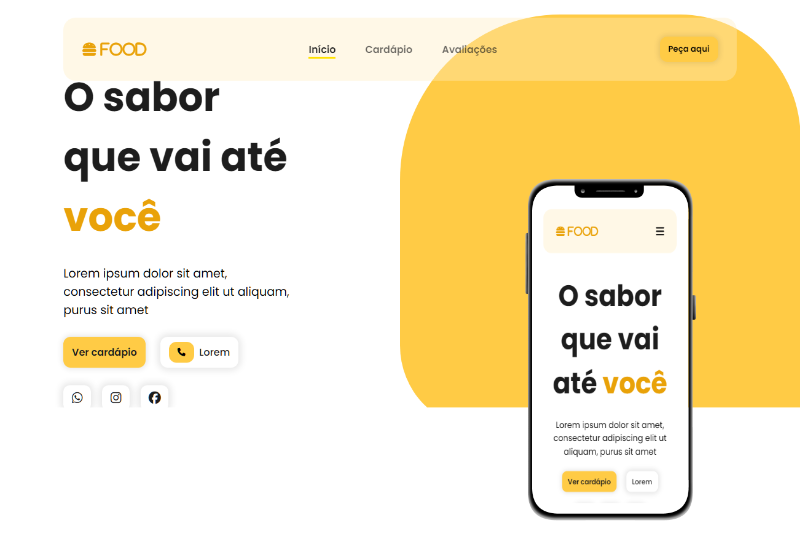 FOOD
Início Cardápio Avaliações Peça aqui
O sabor
que vai até
você
Lorem ipsum dolor sit amet,
consectetur adipiscing elit ut aliquam,
purus sit amet
Ver cardápio Lorem
FOOD
O sabor
que vai
até você
Lorem ipsum dolor sit amet,
consectetur adipiscing elit ut
aliquam, purus sit amet
Ver cardápio Lorem